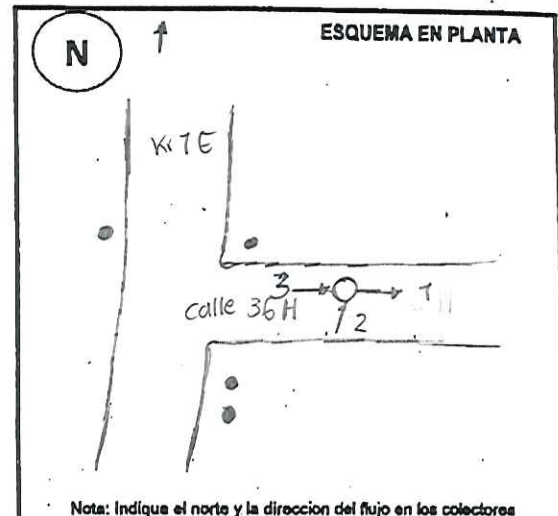 N
ESQUEMA EN PLANTA
Kr 7E
3
1
calle 36H
2
Nota: Indique el norte y la direccion del flujo en los colectores